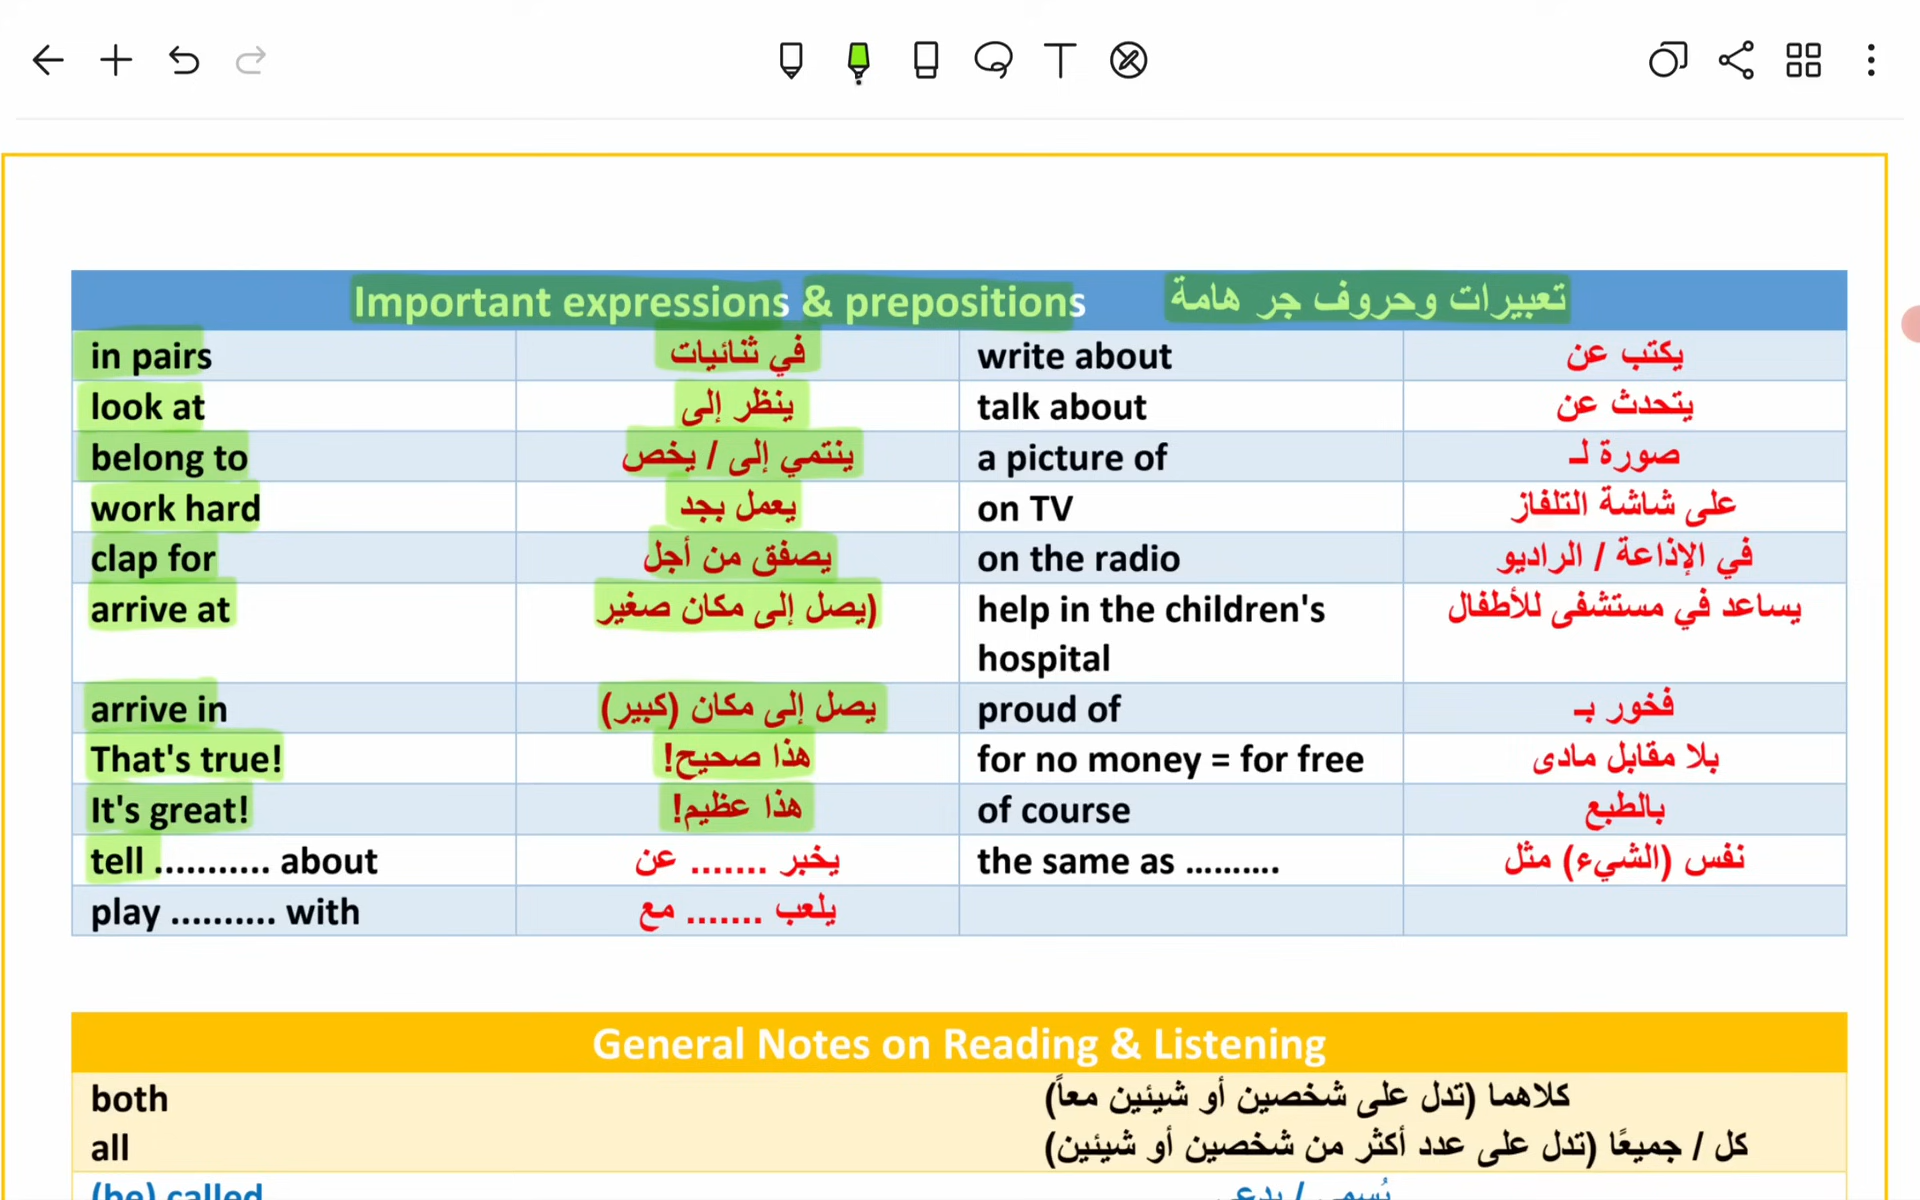 Important expressions & prepositions تعبيرات وحروف جر هامة
in pairs في ثنائيات write about يكتب عن
look at ينظر إلى talk about يتحدث عن
belong to ينتمي إلى / يخص a picture of صورة لـ
work hard يعمل بجد on TV على شاشة التلفاز
clap for يصفق من أجل on the radio في الإذاعة / الراديو
arrive at (يصل إلى مكان صغير help in the children's يساعد في مستشفى للأطفال
hospital
arrive in يصل إلى مكان (كبير) proud of فخور بـ
That's true! هذا صحيح! for no money = for free بلا مقابل مادى
It's great! هذا عظيم! of course بالطبع
tell ........... about يخبر ....... عن the same as .......... نفس (الشيء) مثل
play .......... with يلعب ....... مع
General Notes on Reading & Listening
both كلاهما (تدل على شخصين أو شيئين معاً)
all كل / جميعًا (تدل على عدد أكثر من شخصين أو شيئين)
(be) called يُسمى / يدعى